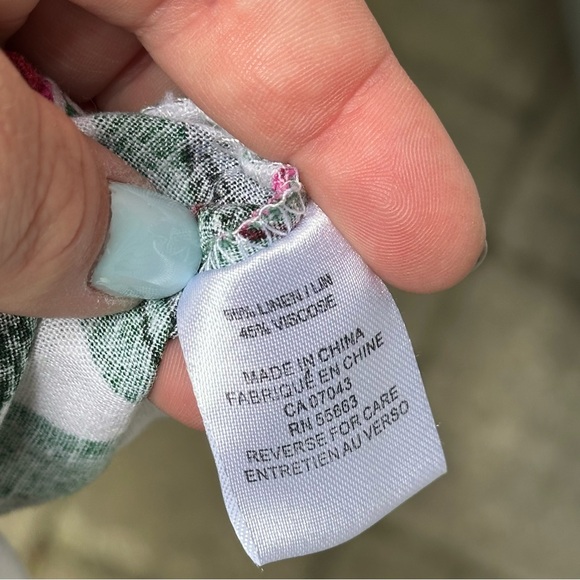 55% LINEN / LIN
45% VISCOSE
MADE IN CHINA
FABRIQUÉ EN CHINE
CA 07043
RN 55863
REVERSE FOR CARE
ENTRETIEN AU VERSO